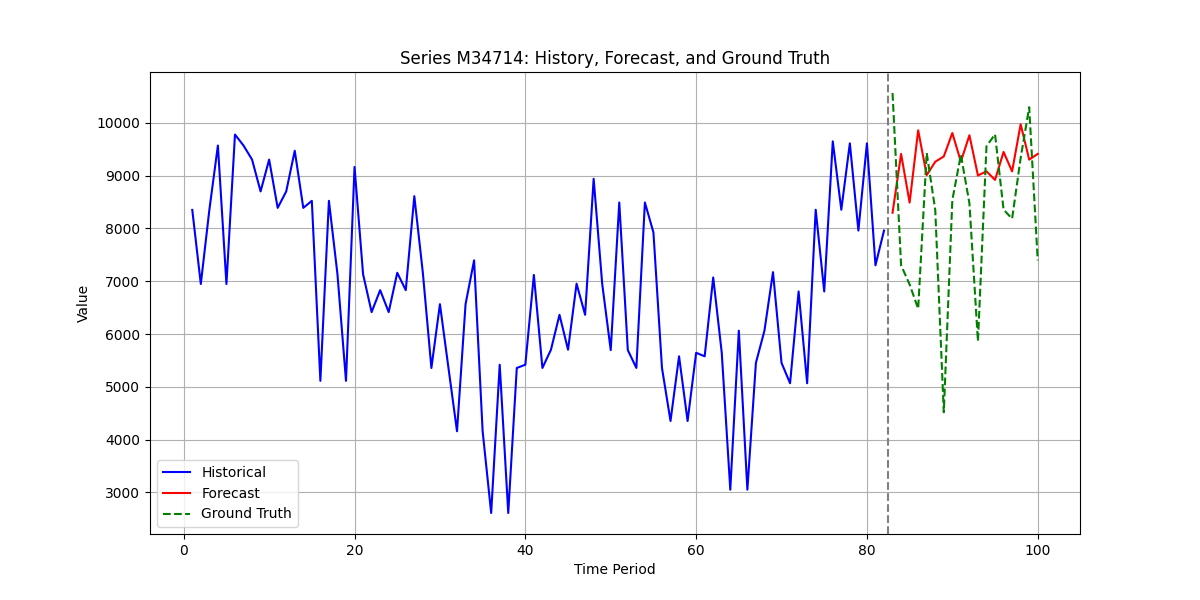 Series M34714: History, Forecast, and Ground Truth
Value
10000
9000
8000
7000
6000
5000
4000
3000
Historical
Forecast
Ground Truth
0 20 40 60 80 100
Time Period